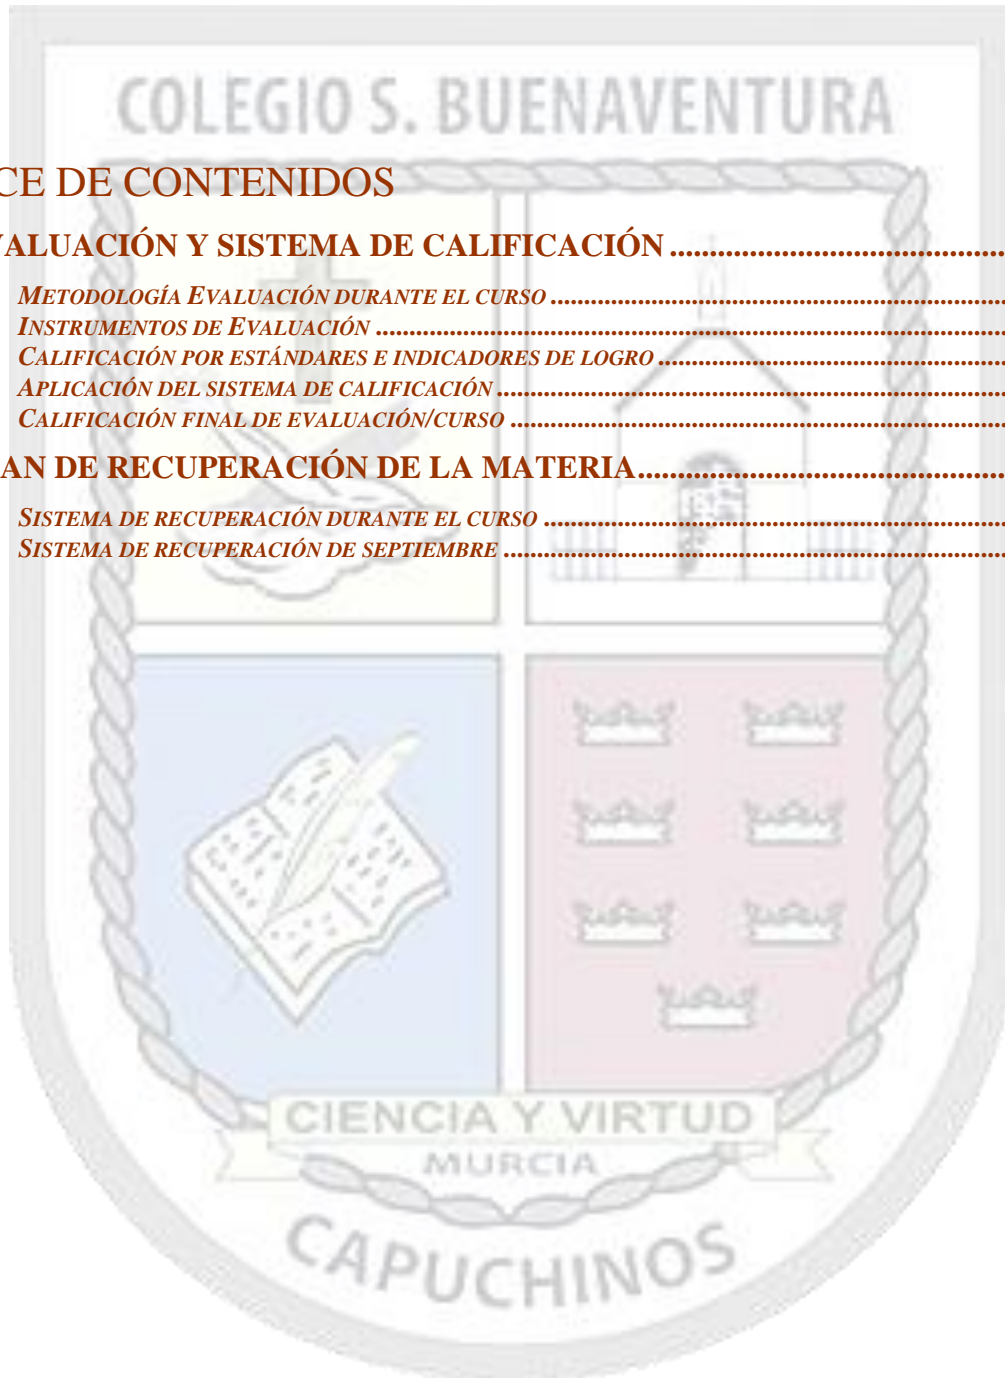 COLEGIO S. BUENAVENTURA
CE DE CONTENIDOS
VALUACIÓN Y SISTEMA DE CALIFICACIÓN ........................................
METODOLOGÍA EVALUACIÓN DURANTE EL CURSO ........................................
INSTRUMENTOS DE EVALUACIÓN ........................................
CALIFICACIÓN POR ESTÁNDARES E INDICADORES DE LOGRO ........................................
APLICACIÓN DEL SISTEMA DE CALIFICACIÓN ........................................
CALIFICACIÓN FINAL DE EVALUACIÓN/CURSO ........................................
AN DE RECUPERACIÓN DE LA MATERIA ........................................
SISTEMA DE RECUPERACIÓN DURANTE EL CURSO ........................................
SISTEMA DE RECUPERACIÓN DE SEPTIEMBRE ........................................
CIENCIA Y VIRTUD
MURCIA
CAPUCHINOS